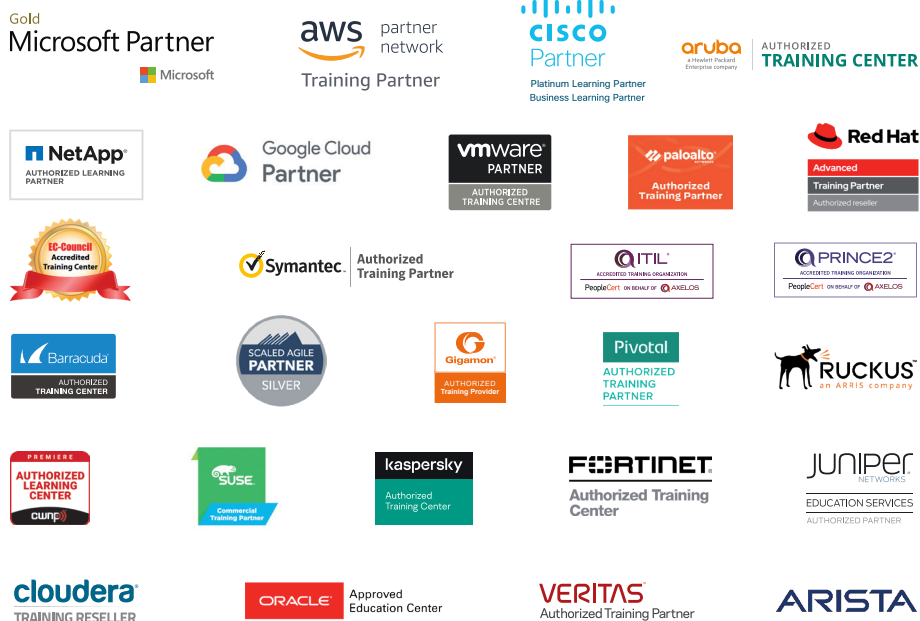 Gold
Microsoft Partner
Microsoft
aws partner
network
Training Partner
CISCO
Partner
Platinum Learning Partner
Business Learning Partner
aruba
a Hewlett Packard
Enterprise company
AUTHORIZED
TRAINING CENTER
NetApp®
AUTHORIZED LEARNING
PARTNER
Google Cloud
Partner
vmware®
PARTNER
AUTHORIZED
TRAINING CENTRE
paloalto
NETWORKS
Authorized
Training Partner
Red Hat
Advanced
Training Partner
Authorized reseller
EC-Council
Accredited
Training Center
Symantec.
Authorized
Training Partner
ITIL®
ACCREDITED TRAINING ORGANIZATION
PeopleCert ON BEHALF OF AXELOS
PRINCE2®
ACCREDITED TRAINING ORGANIZATION
PeopleCert ON BEHALF OF AXELOS
Barracuda
AUTHORIZED
TRAINING CENTER
SCALED AGILE
PARTNER
SILVER
Gigamon®
AUTHORIZED
Training Provider
Pivotal
AUTHORIZED
TRAINING
PARTNER
RUCKUS™
an ARRIS company
PREMIERE
AUTHORIZED
LEARNING
CENTER
cwnp
SUSE
Commercial
Training Partner
kaspersky
Authorized
Training Center
FORTINET®
Authorized Training
Center
JUNIPER
NETWORKS
EDUCATION SERVICES
AUTHORIZED PARTNER
cloudera®
TRAINING RESELLER
ORACLE®
Approved
Education Center
VERITAS™
Authorized Training Partner
ARISTA